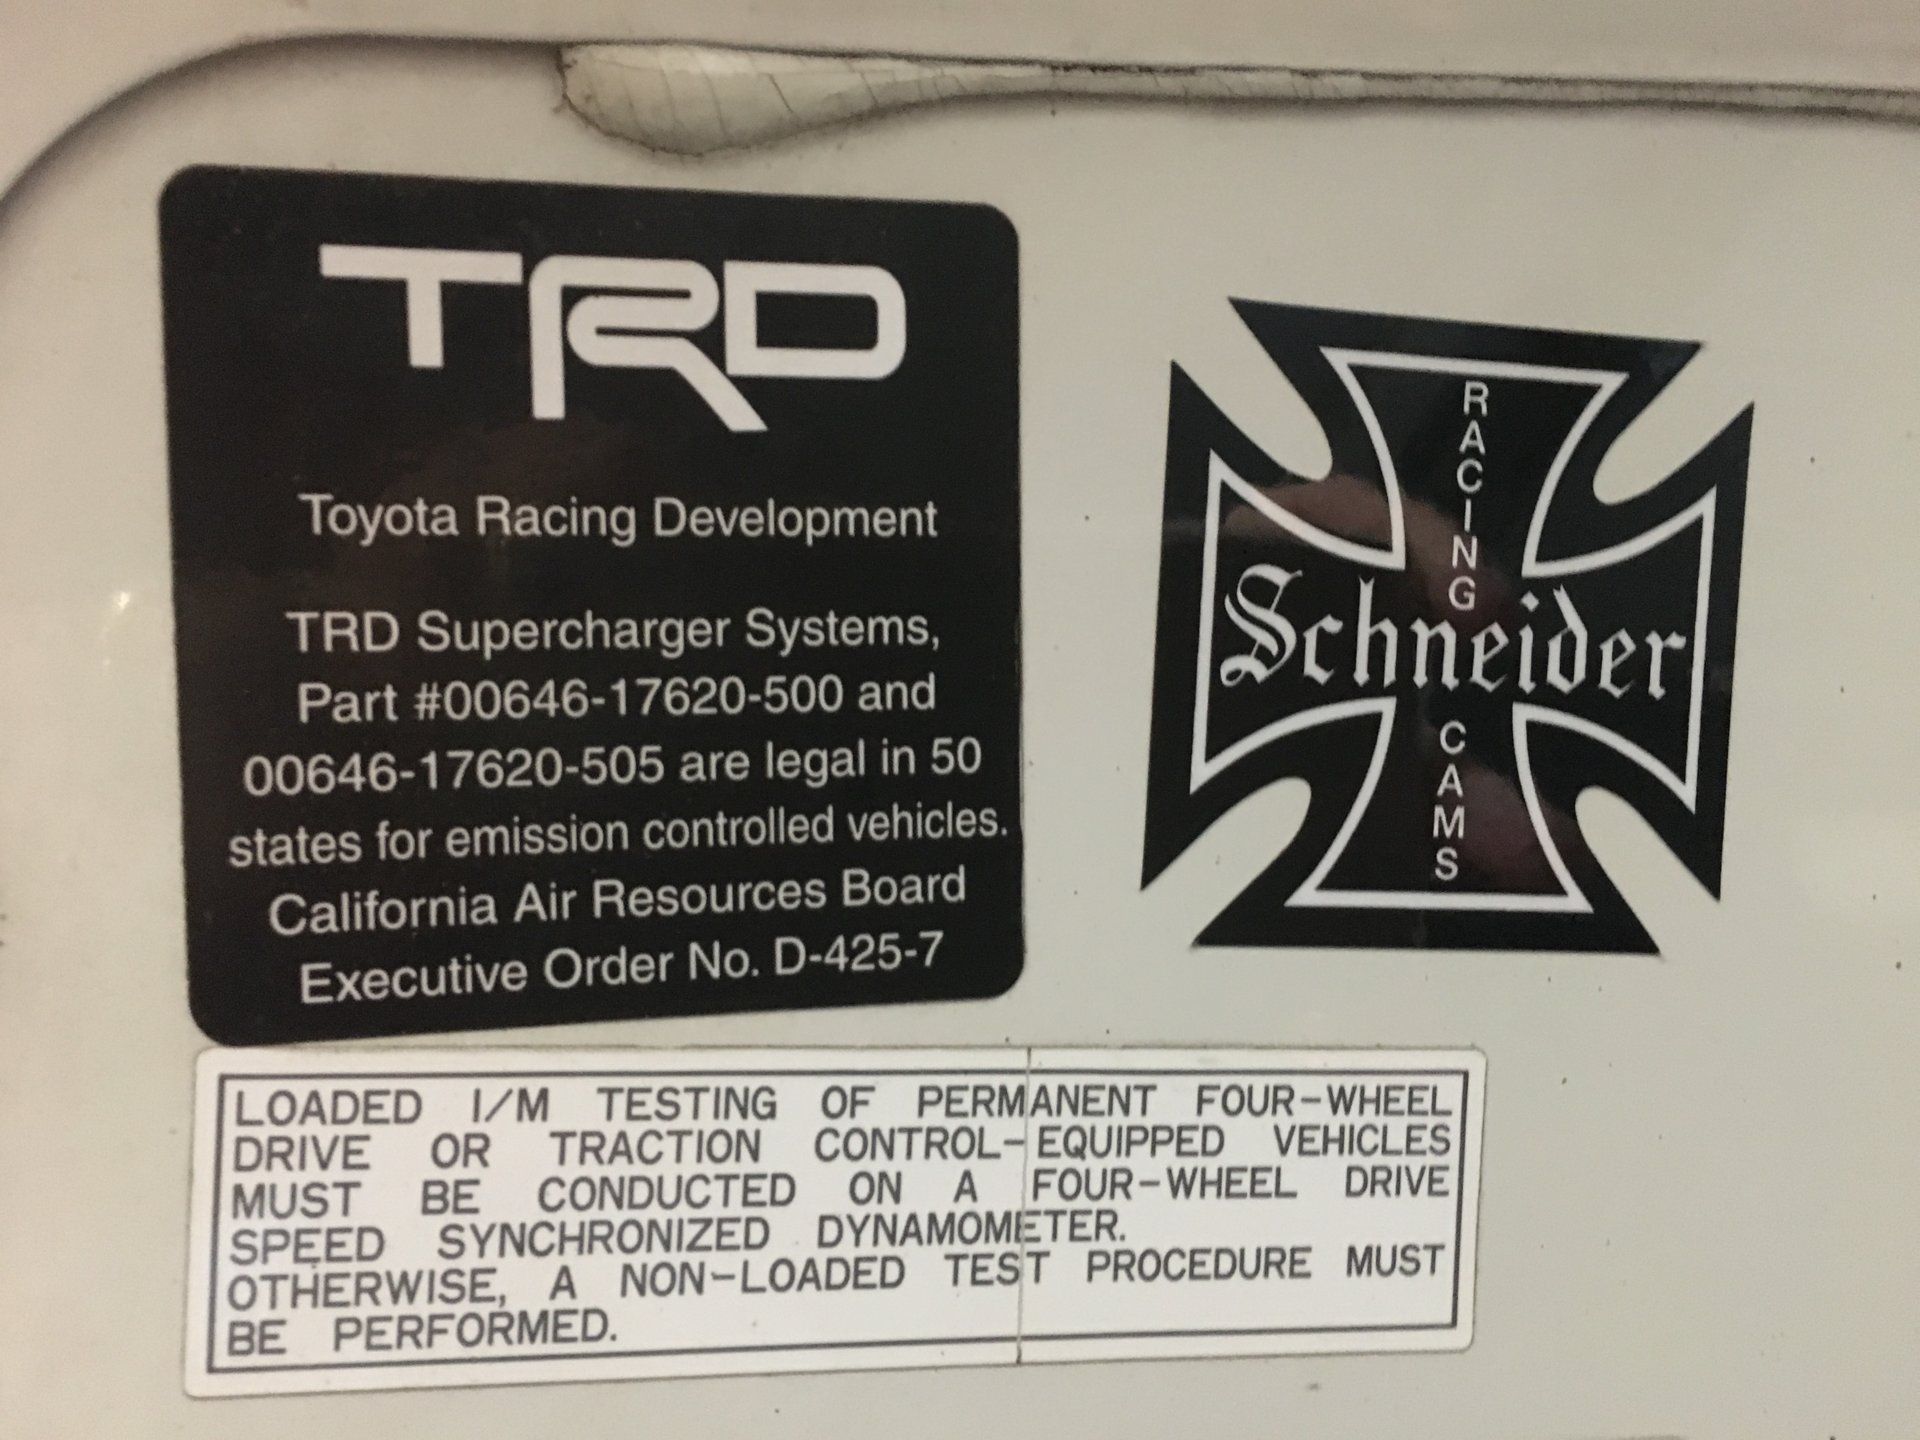 TRD
Toyota Racing Development
TRD Supercharger Systems,
Part #00646-17620-500 and
00646-17620-505 are legal in 50
states for emission controlled vehicles.
California Air Resources Board
Executive Order No. D-425-7
RACING
Schneider
CAMS
LOADED I/M TESTING OF PERMANENT FOUR-WHEEL
DRIVE OR TRACTION CONTROL-EQUIPPED VEHICLES
MUST BE CONDUCTED ON A FOUR-WHEEL DRIVE
SPEED SYNCHRONIZED DYNAMOMETER.
OTHERWISE, A NON-LOADED TEST PROCEDURE MUST
BE PERFORMED.